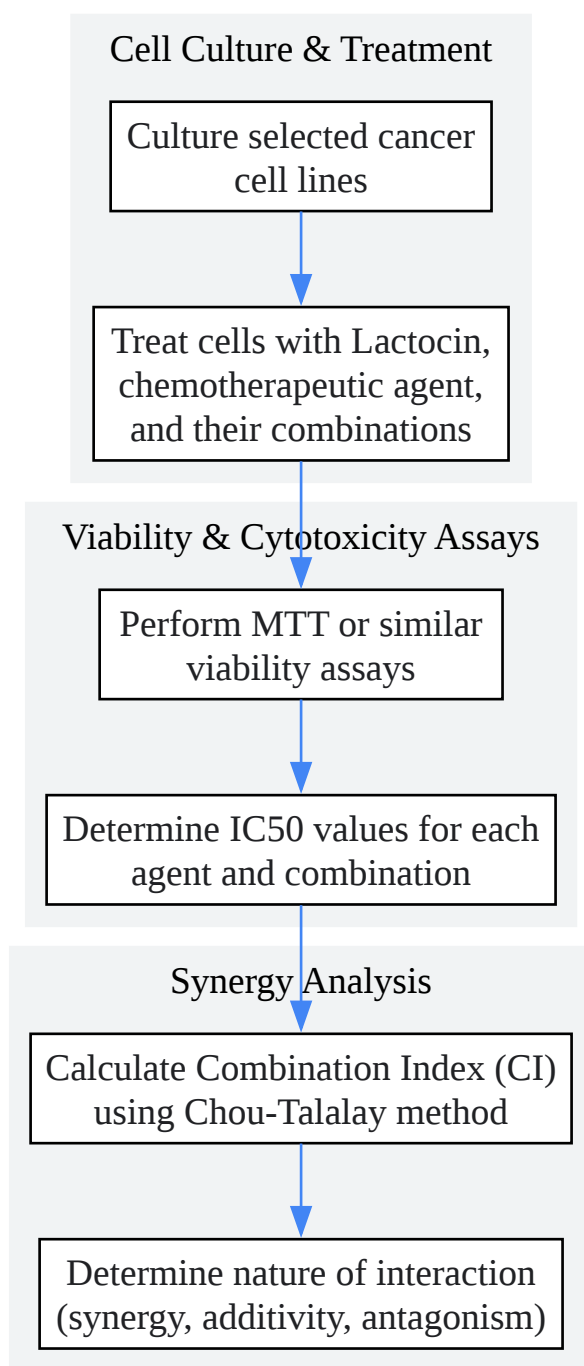 Cell Culture & Treatment
Culture selected cancer
cell lines
Treat cells with Lactocin,
chemotherapeutic agent,
and their combinations
Viability & Cytotoxicity Assays
Perform MTT or similar
viability assays
Determine IC50 values for each
agent and combination
Synergy Analysis
Calculate Combination Index (CI)
using Chou-Talalay method
Determine nature of interaction
(synergy, additivity, antagonism)